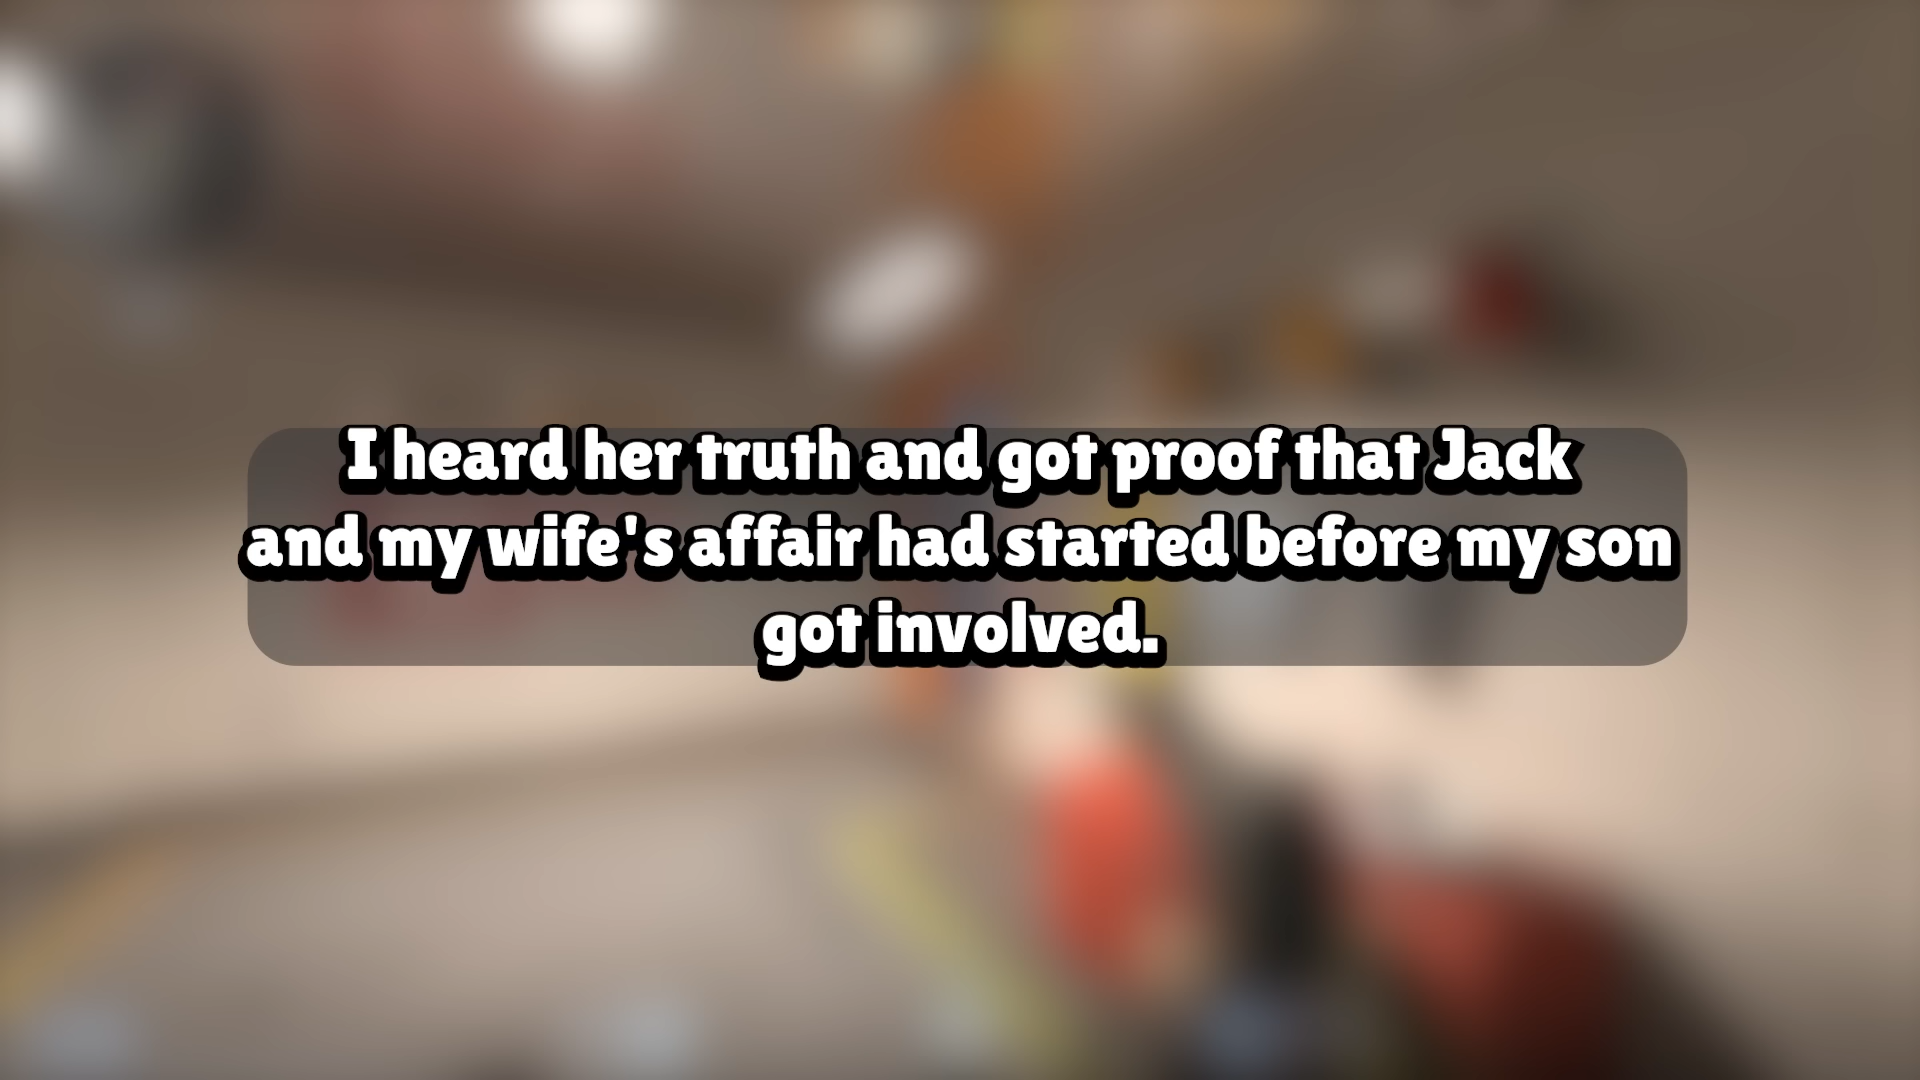 I heard her truth and got proof that Jack
and my wife's affair had started before my son
got involved.